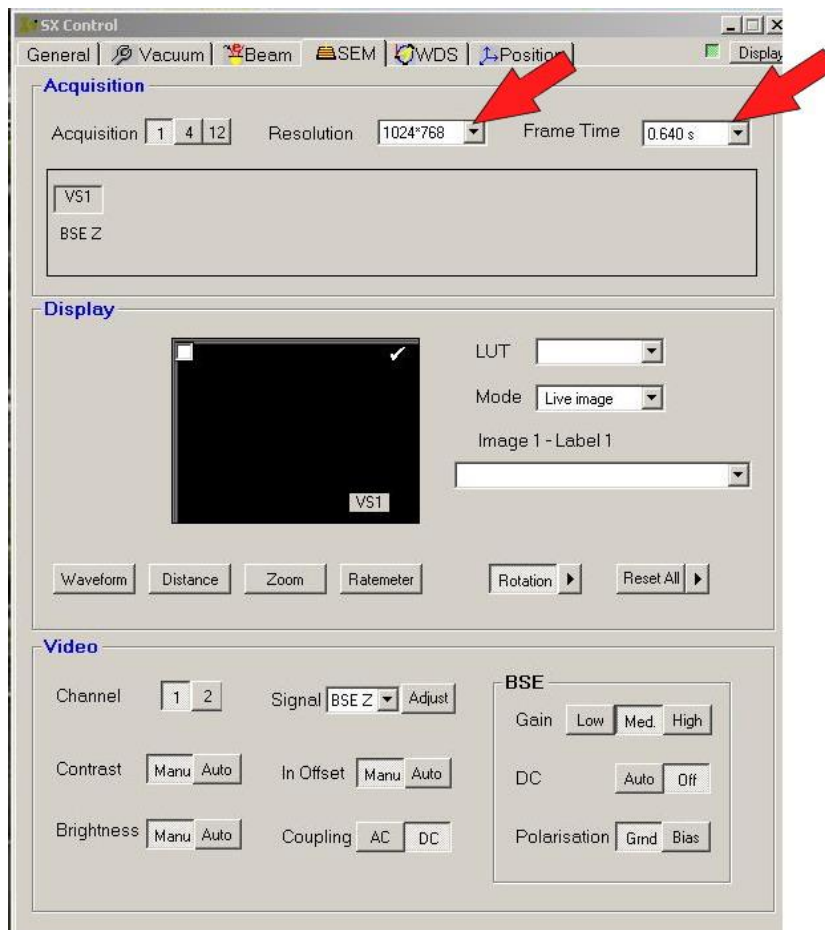 SX Control
General Vacuum Beam SEM WDS Position Display
Acquisition
Acquisition 1 4 12 Resolution 1024*768 Frame Time 0.640 s
VS1
BSE Z
Display
LUT
Mode Live image
Image 1 - Label 1
VS1
Waveform Distance Zoom Ratemeter Rotation Reset All
Video
Channel 1 2 Signal BSE Z Adjust
BSE
Gain Low Med. High
Contrast Manu Auto In Offset Manu Auto
DC Auto Off
Brightness Manu Auto Coupling AC DC
Polarisation Grnd Bias